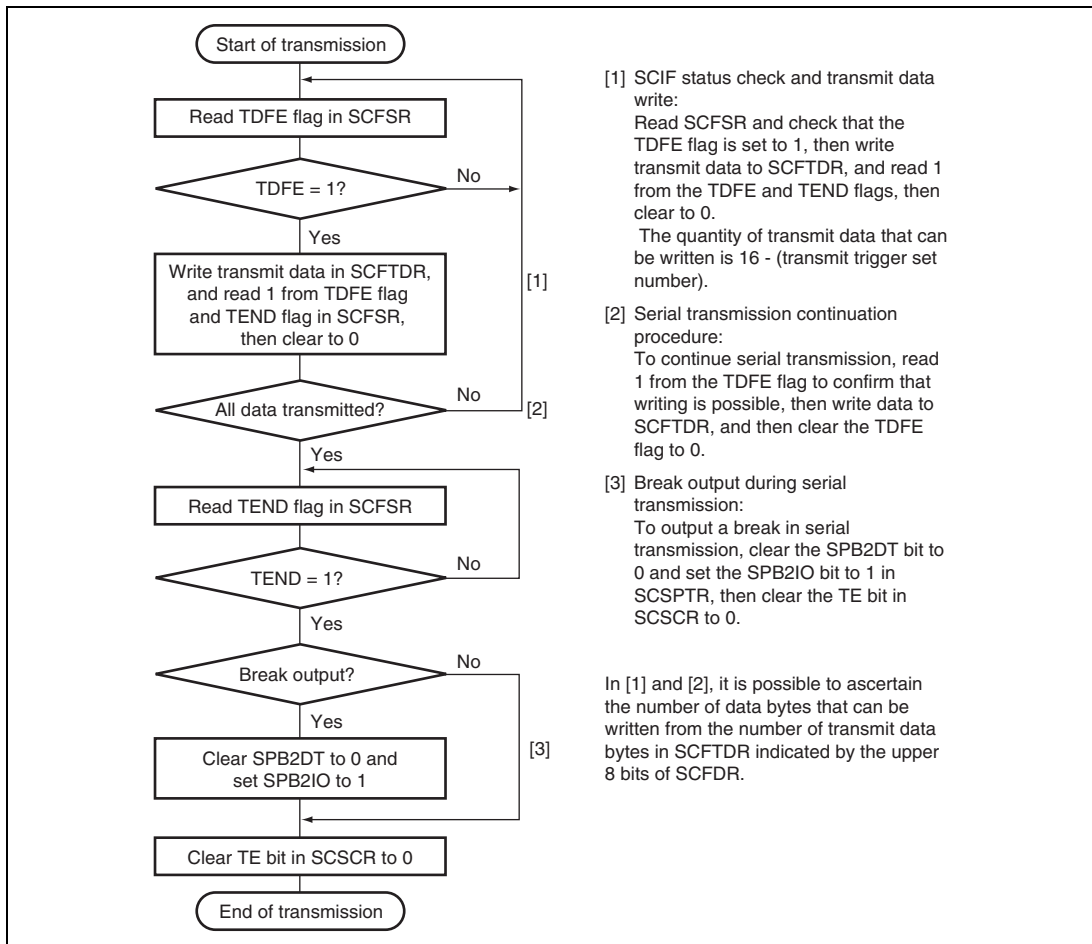 Start of transmission
Read TDFE flag in SCFSR
TDFE = 1?
No
Yes
Write transmit data in SCFTDR,
and read 1 from TDFE flag
and TEND flag in SCFSR,
then clear to 0
[1]
All data transmitted?
No
[2]
Yes
Read TEND flag in SCFSR
TEND = 1?
No
Yes
Break output?
No
Yes
Clear SPB2DT to 0 and
set SPB2IO to 1
[3]
Clear TE bit in SCSCR to 0
End of transmission
[1] SCIF status check and transmit data
write:
Read SCFSR and check that the
TDFE flag is set to 1, then write
transmit data to SCFTDR, and read 1
from the TDFE and TEND flags, then
clear to 0.
The quantity of transmit data that can
be written is 16 - (transmit trigger set
number).
[2] Serial transmission continuation
procedure:
To continue serial transmission, read
1 from the TDFE flag to confirm that
writing is possible, then write data to
SCFTDR, and then clear the TDFE
flag to 0.
[3] Break output during serial
transmission:
To output a break in serial
transmission, clear the SPB2DT bit to
0 and set the SPB2IO bit to 1 in
SCSPTR, then clear the TE bit in
SCSCR to 0.
In [1] and [2], it is possible to ascertain
the number of data bytes that can be
written from the number of transmit data
bytes in SCFTDR indicated by the upper
8 bits of SCFDR.